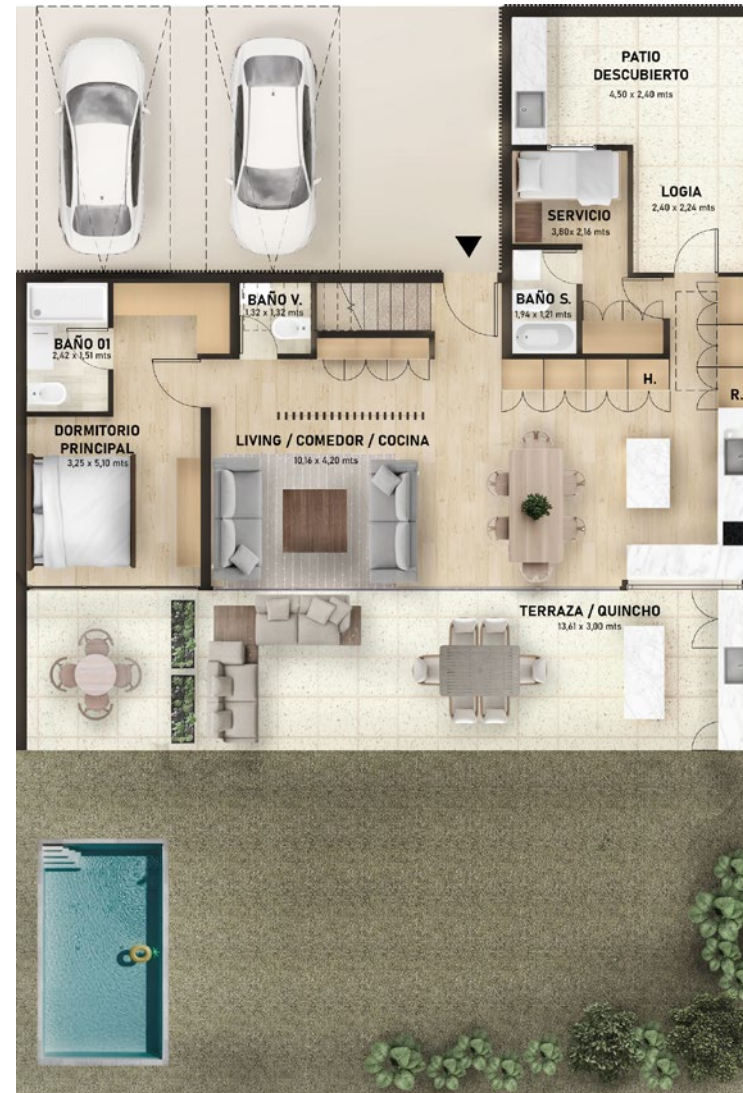 PATIO
DESCUBIERTO
4,50 x 2,40 mts
LOGIA
2,40 x 2,24 mts
SERVICIO
3,80x 2,16 mts
BAÑO V.
1,32 x 1,32 mts
BAÑO S.
1,94 x 1,21 mts
BAÑO 01
2,42 x 1,51 mts
H.
R.
DORMITORIO
PRINCIPAL
3,25 x 5,10 mts
LIVING / COMEDOR / COCINA
10,16 x 4,20 mts
TERRAZA / QUINCHO
13,61 x 3,00 mts